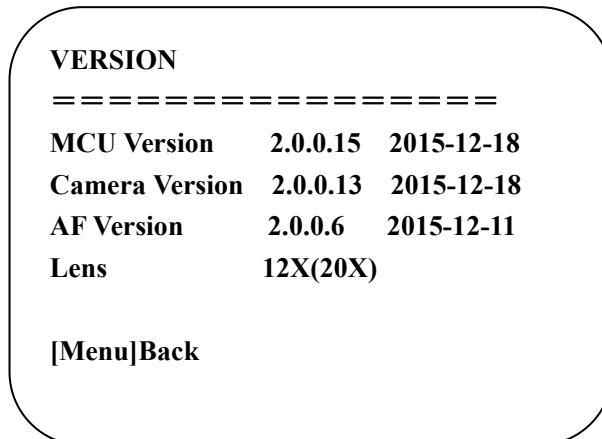 VERSION
================
MCU Version 2.0.0.15 2015-12-18
Camera Version 2.0.0.13 2015-12-18
AF Version 2.0.0.6 2015-12-11
Lens 12X(20X)
[Menu]Back